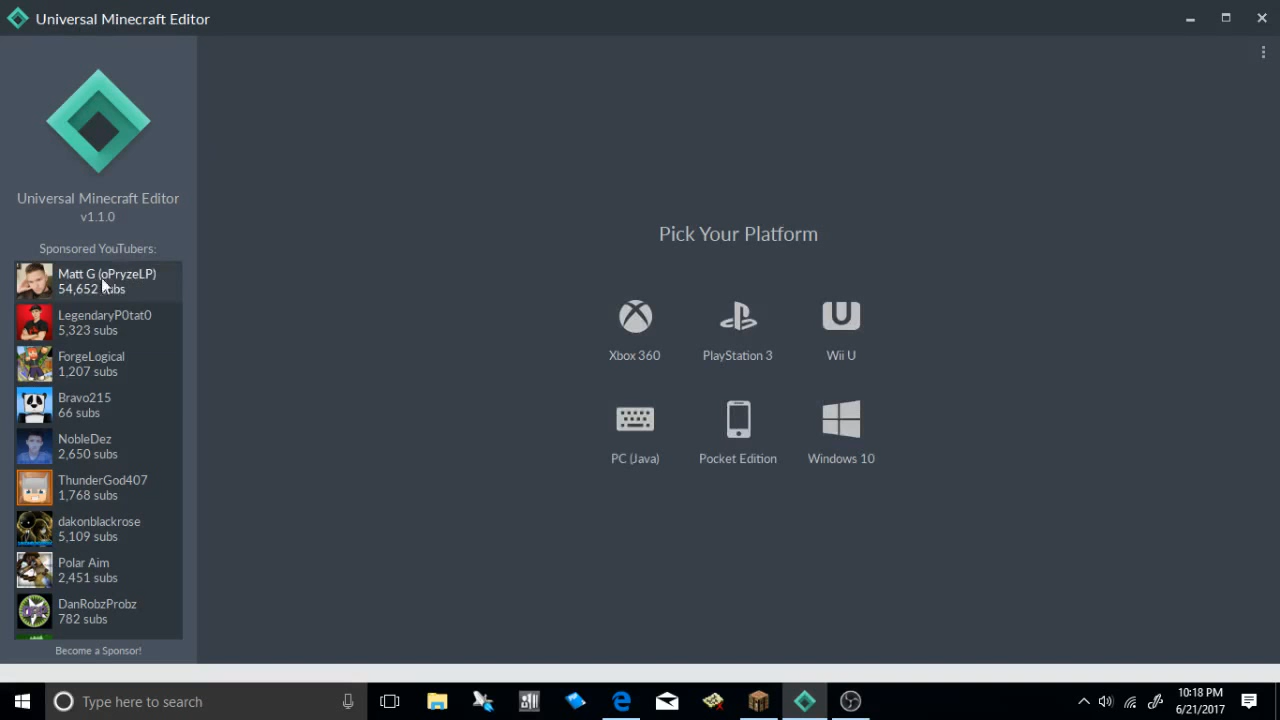 Universal Minecraft Editor
Universal Minecraft Editor
v1.1.0
Sponsored YouTubers:
Matt G (oPryzeLP)
54,652 subs
LegendaryP0tat0
5,323 subs
ForgeLogical
1,207 subs
Bravo215
66 subs
NobleDez
2,650 subs
ThunderGod407
1,768 subs
dakonblackrose
5,109 subs
Polar Aim
2,451 subs
DanRobzProbz
782 subs
Become a Sponsor!
Pick Your Platform
Xbox 360
PlayStation 3
Wii U
PC (Java)
Pocket Edition
Windows 10
Type here to search
10:18 PM
6/21/2017